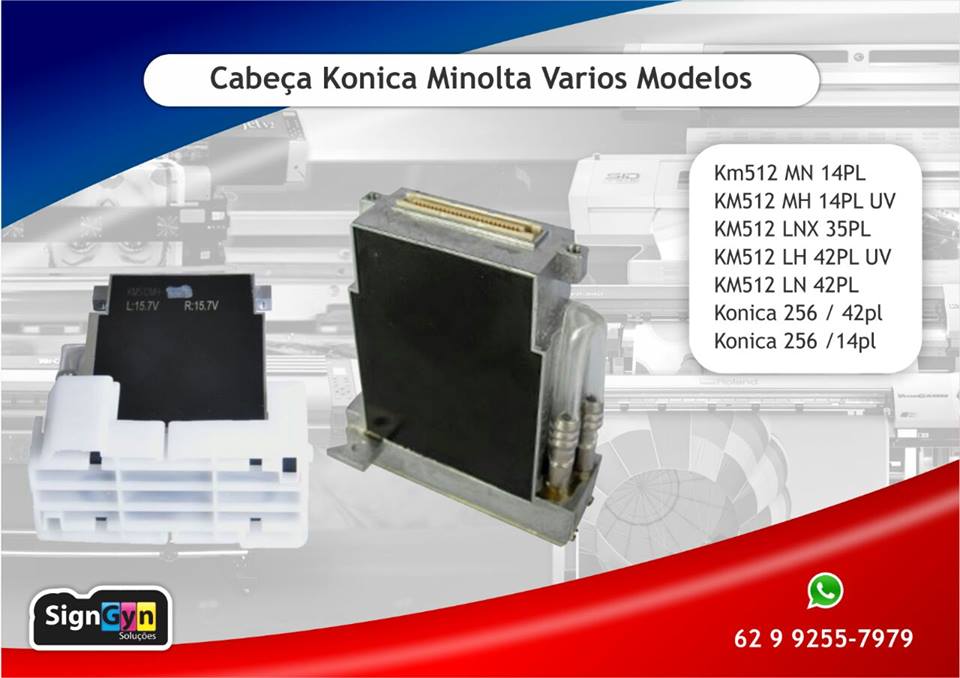 Cabeça Konica Minolta Varios Modelos
Km512 MN 14PL
KM512 MH 14PL UV
KM512 LNX 35PL
KM512 LH 42PL UV
KM512 LN 42PL
Konica 256 / 42pl
Konica 256 /14pl
KM512MH
L:15.7V R:15.7V
Roland
SignGyn
Soluções
62 9 9255-7979